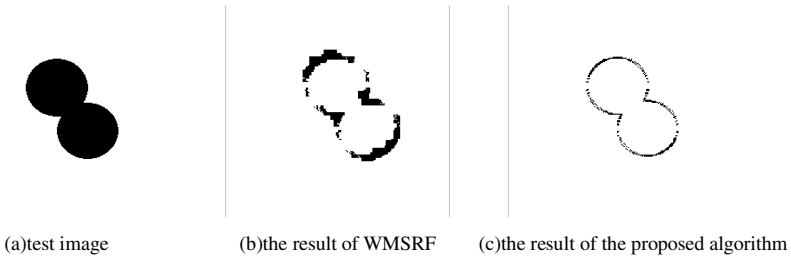 (a)test image
(b)the result of WMSRF
(c)the result of the proposed algorithm